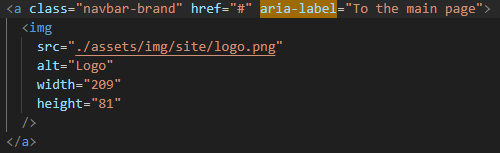 <a class="navbar-brand" href="#" aria-label="To the main page">
<img
src="./assets/img/site/logo.png"
alt="Logo"
width="209"
height="81"
/>
</a>